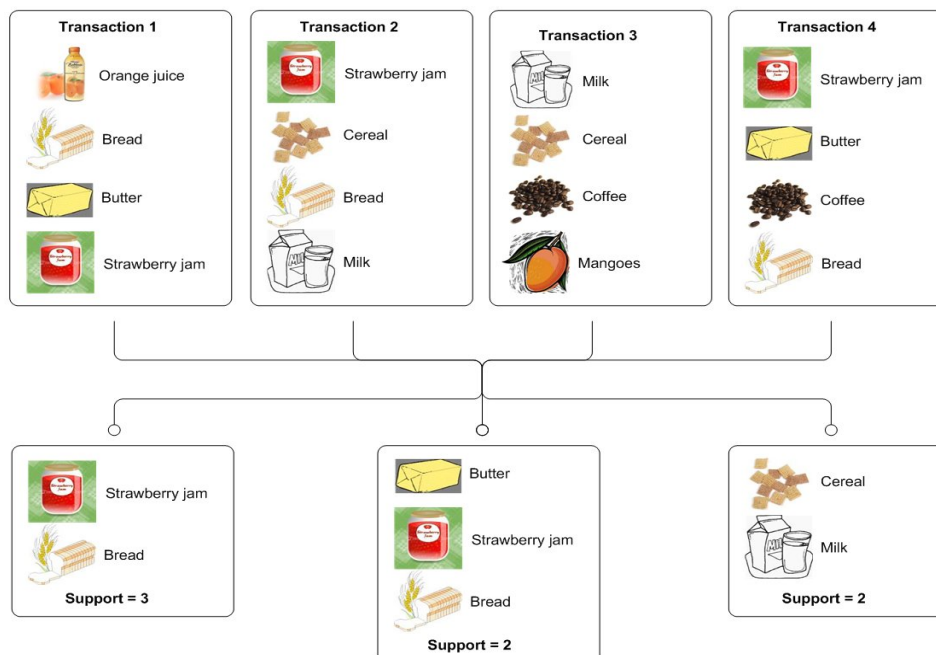 Transaction 1
Orange juice
Bread
Butter
Strawberry jam
Transaction 2
Strawberry jam
Cereal
Bread
Milk
Transaction 3
Milk
Cereal
Coffee
Mangoes
Transaction 4
Strawberry jam
Butter
Coffee
Bread
Strawberry jam
Bread
Support = 3
Butter
Strawberry jam
Bread
Support = 2
Cereal
Milk
Support = 2